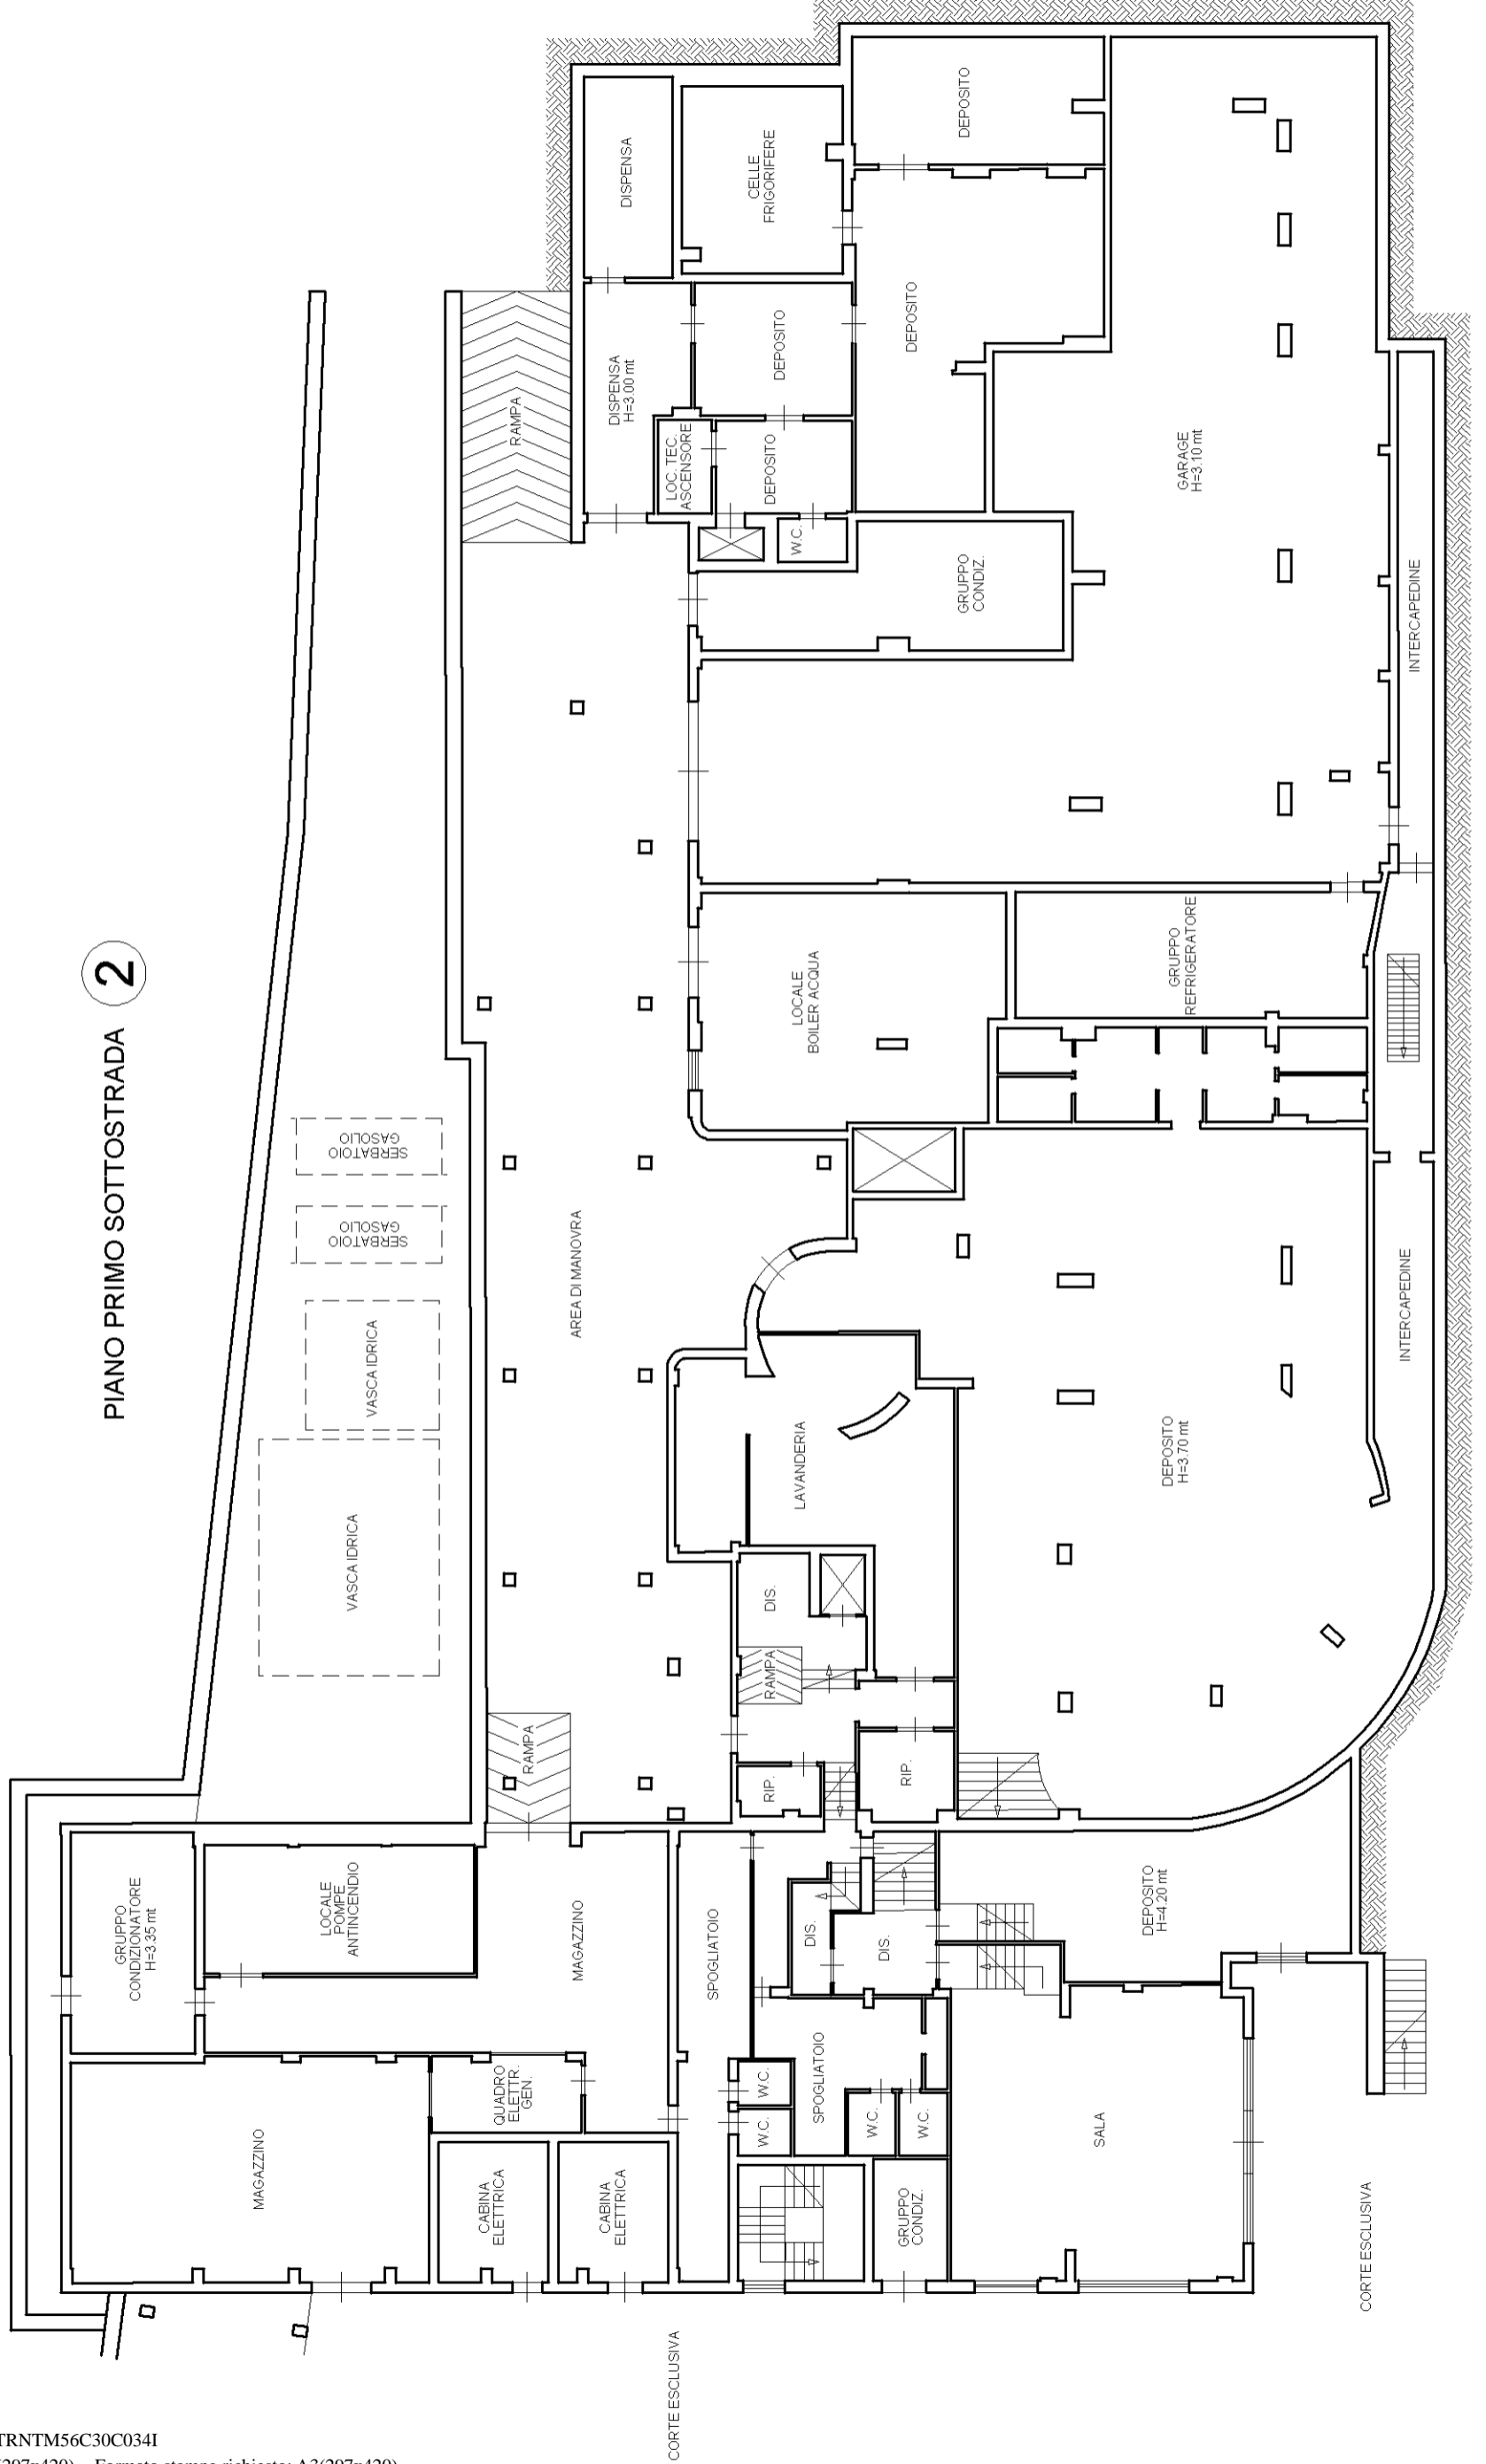 PIANO PRIMO SOTTOSTRADA 2
DISPENSA
CELLE
FRIGORIFERE
DEPOSITO
RAMPA
DISPENSA
H=3.00 mt
DEPOSITO
DEPOSITO
LOC. TEC.
ASCENSORE
DEPOSITO
W.C.
GRUPPO
CONDIZ.
GARAGE
H=3.10 mt
INTERCAPEDINE
LOCALE
BOILER ACQUA
GRUPPO
REFRIGERATORE
SERBATOIO
GASOLIO
SERBATOIO
GASOLIO
VASCA IDRICA
VASCA IDRICA
AREA DI MANOVRA
INTERCAPEDINE
LAVANDERIA
DEPOSITO
H=3.70 mt
DIS.
RAMPA
RAMPA
RIP.
RIP.
GRUPPO
CONDIZIONATORE
H=3.35 mt
LOCALE
POMPE
ANTINCENDIO
MAGAZZINO
SPOGLIATOIO
DIS.
DIS.
DEPOSITO
H=4.20 mt
MAGAZZINO
QUADRO
ELETTR.
GEN.
W.C.
W.C.
SPOGLIATOIO
W.C.
W.C.
SALA
CABINA
ELETTRICA
CABINA
ELETTRICA
GRUPPO
CONDIZ.
CORTE ESCLUSIVA
CORTE ESCLUSIVA
TRNTM56C30C034I